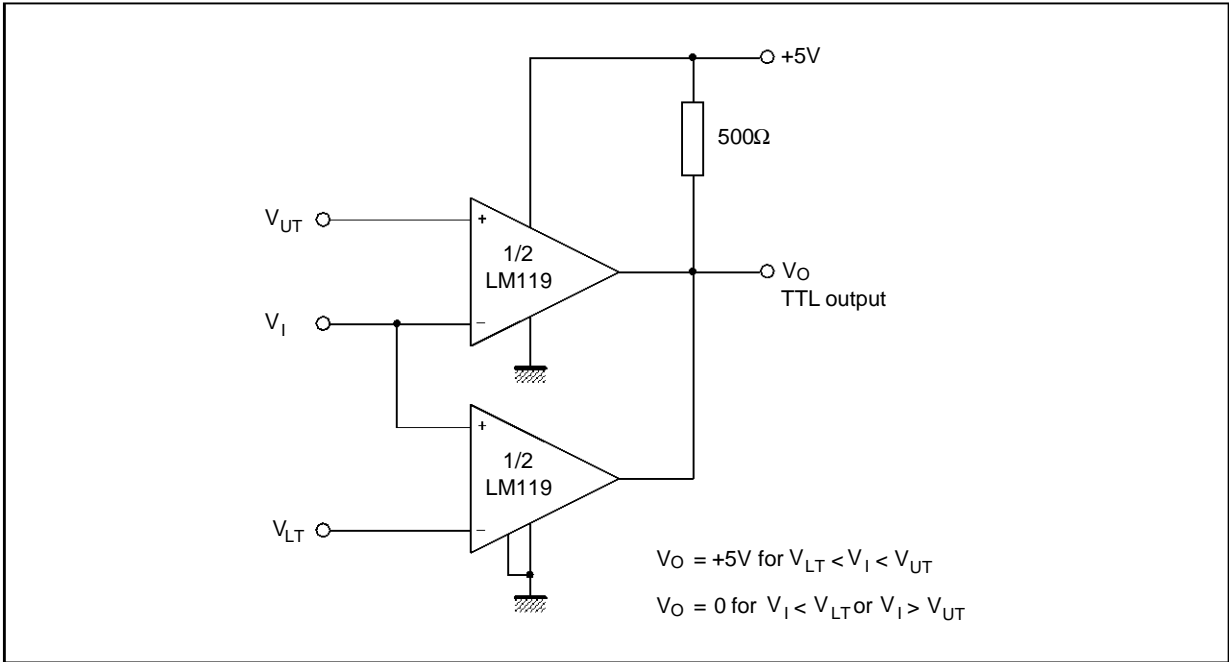 +5V
500Ω
V_UT
+
1/2
LM119
V_O
TTL output
V_I
−
+
1/2
LM119
V_LT
−
V_O = +5V for V_LT < V_I < V_UT
V_O = 0 for V_I < V_LT or V_I > V_UT